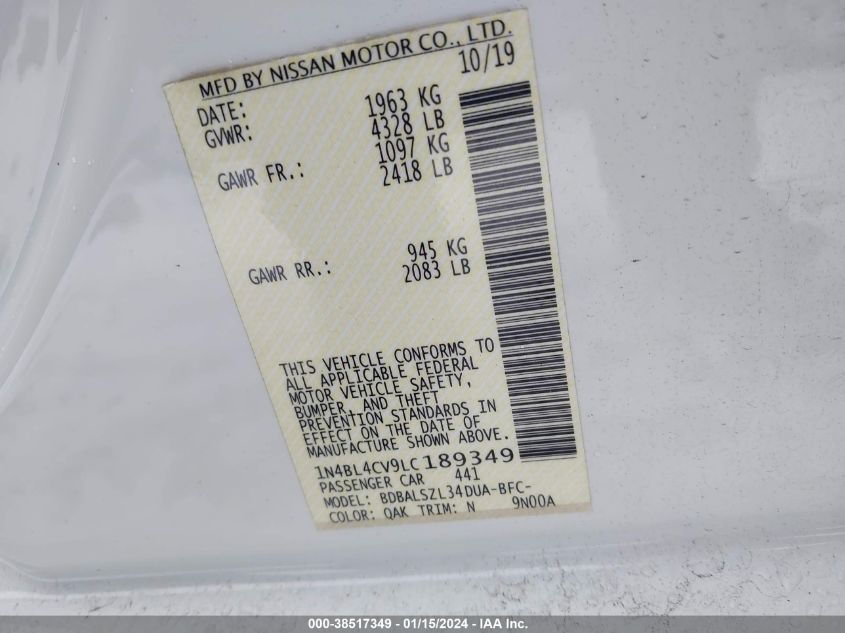 MFD BY NISSAN MOTOR CO., LTD.
DATE: 10/19
GVWR: 1963 KG
4328 LB
GAWR FR.: 1097 KG
2418 LB
GAWR RR.: 945 KG
2083 LB
THIS VEHICLE CONFORMS TO
ALL APPLICABLE FEDERAL
MOTOR VEHICLE SAFETY,
BUMPER, AND THEFT
PREVENTION STANDARDS IN
EFFECT ON THE DATE OF
MANUFACTURE SHOWN ABOVE.
1N4BL4CV9LC189349
PASSENGER CAR 441
MODEL: BDBALSZL34DUA-BFC-
COLOR: QAK TRIM: N 9N00A
000-38517349 - 01/15/2024 - IAA Inc.